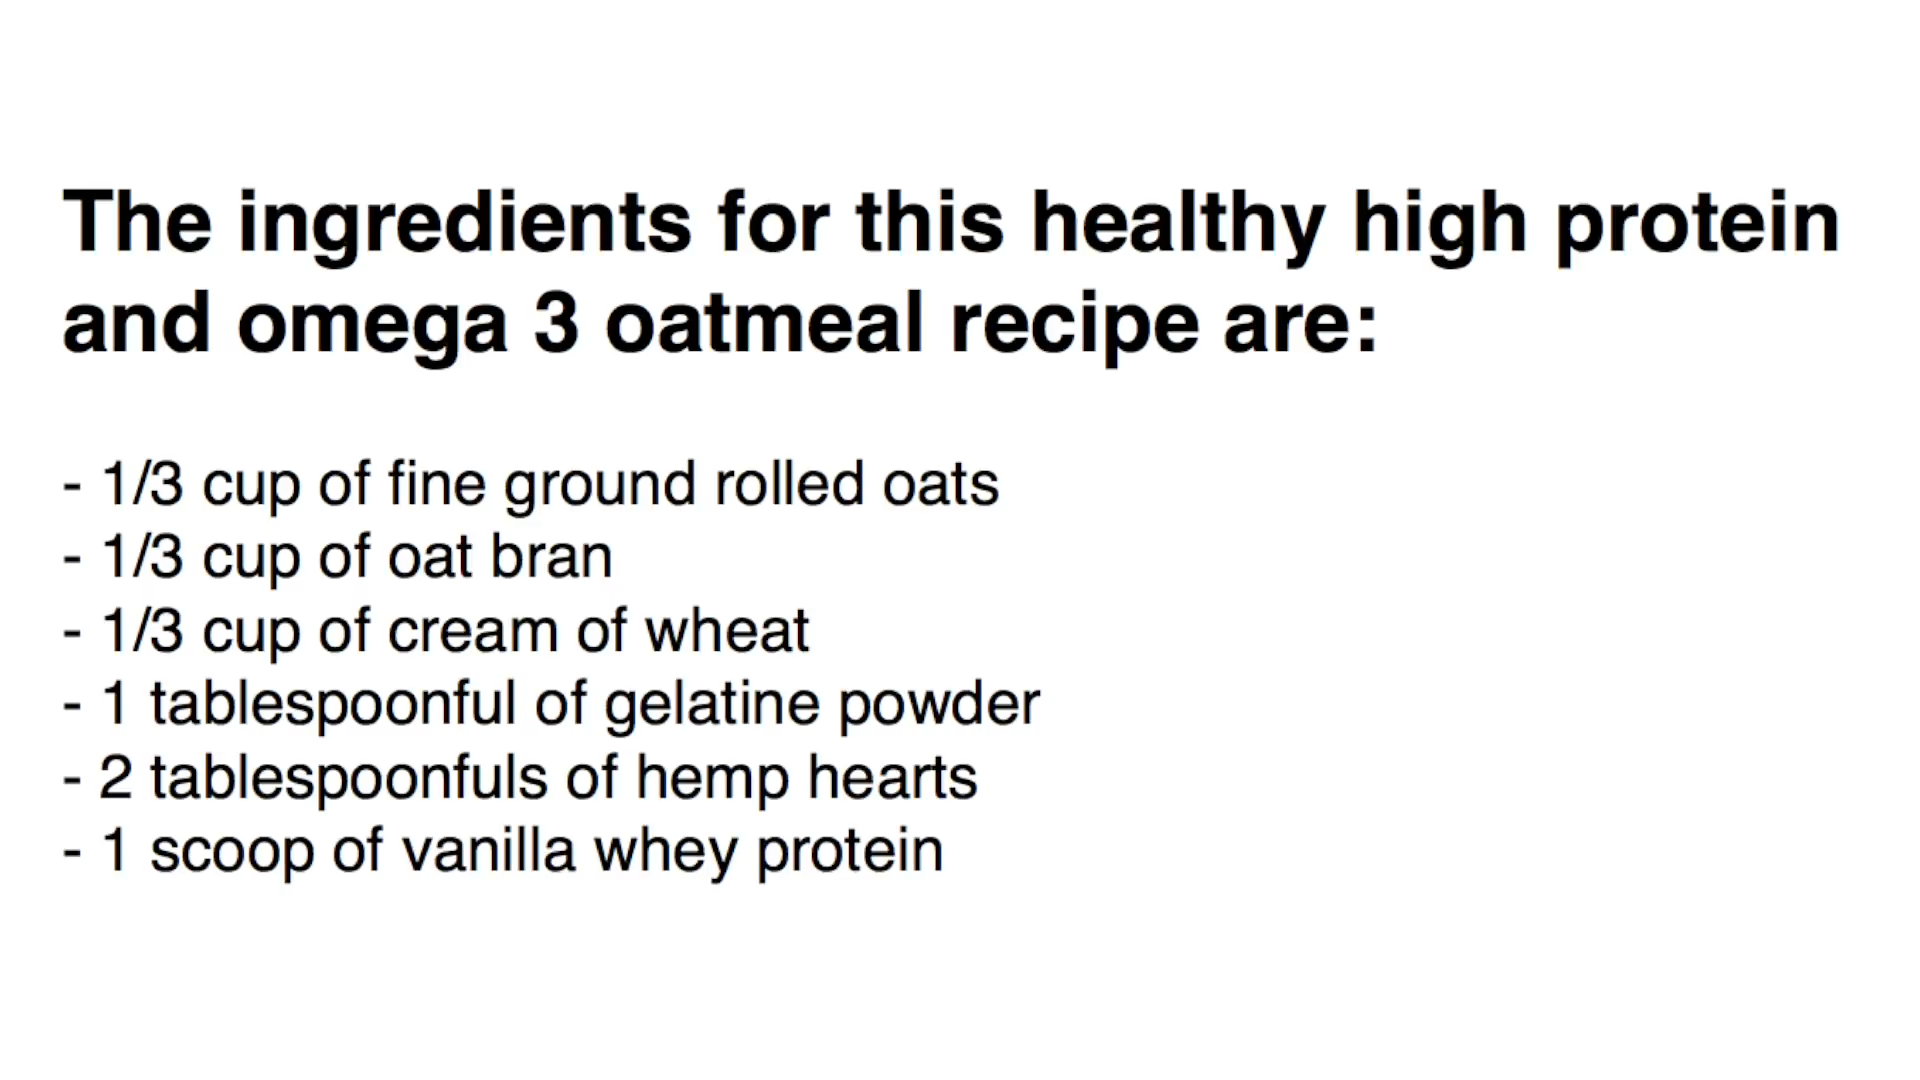 The ingredients for this healthy high protein
and omega 3 oatmeal recipe are:
- 1/3 cup of fine ground rolled oats
- 1/3 cup of oat bran
- 1/3 cup of cream of wheat
- 1 tablespoonful of gelatine powder
- 2 tablespoonfuls of hemp hearts
- 1 scoop of vanilla whey protein